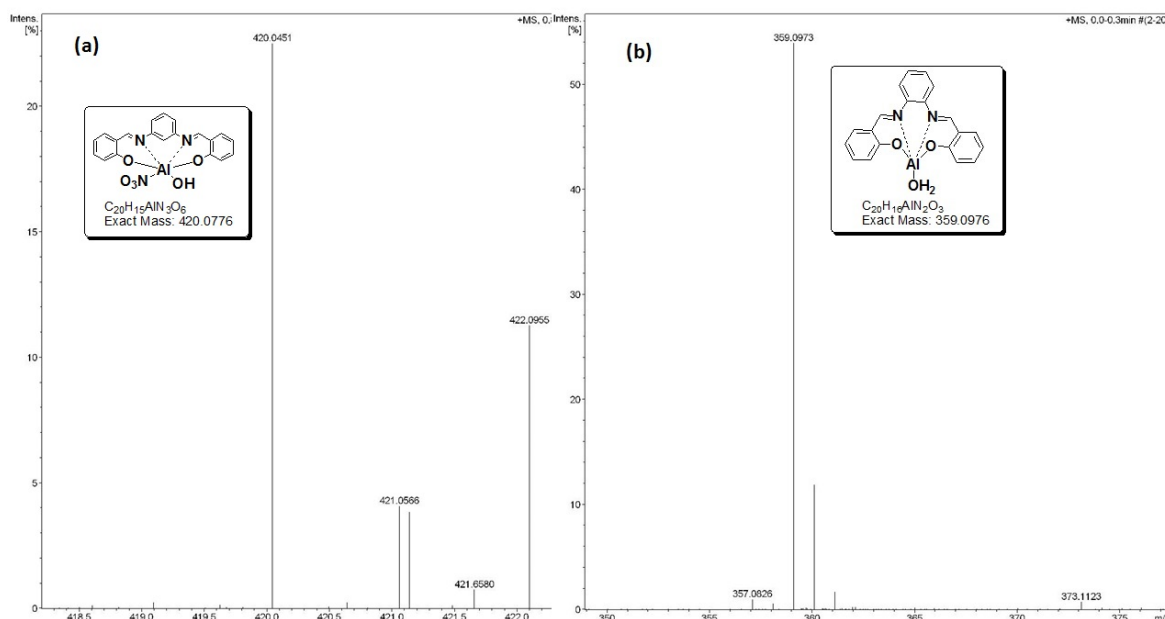 Intens.
[%]
+MS, 0.
(a)
420.0451
20
15
10
5
0
N
N
O
Al
O
O₃N
OH
C₂₀H₁₅AlN₃O₆
Exact Mass: 420.0776
422.0955
421.0566
421.6580
418.5
419.0
419.5
420.0
420.5
421.0
421.5
422.0
Intens.
[%]
+MS, 0.0-0.3min #(2-20
(b)
359.0973
50
40
30
20
10
0
N
N
O
O
Al
OH₂
C₂₀H₁₆AlN₂O₃
Exact Mass: 359.0976
357.0826
373.1123
350
355
360
365
370
375